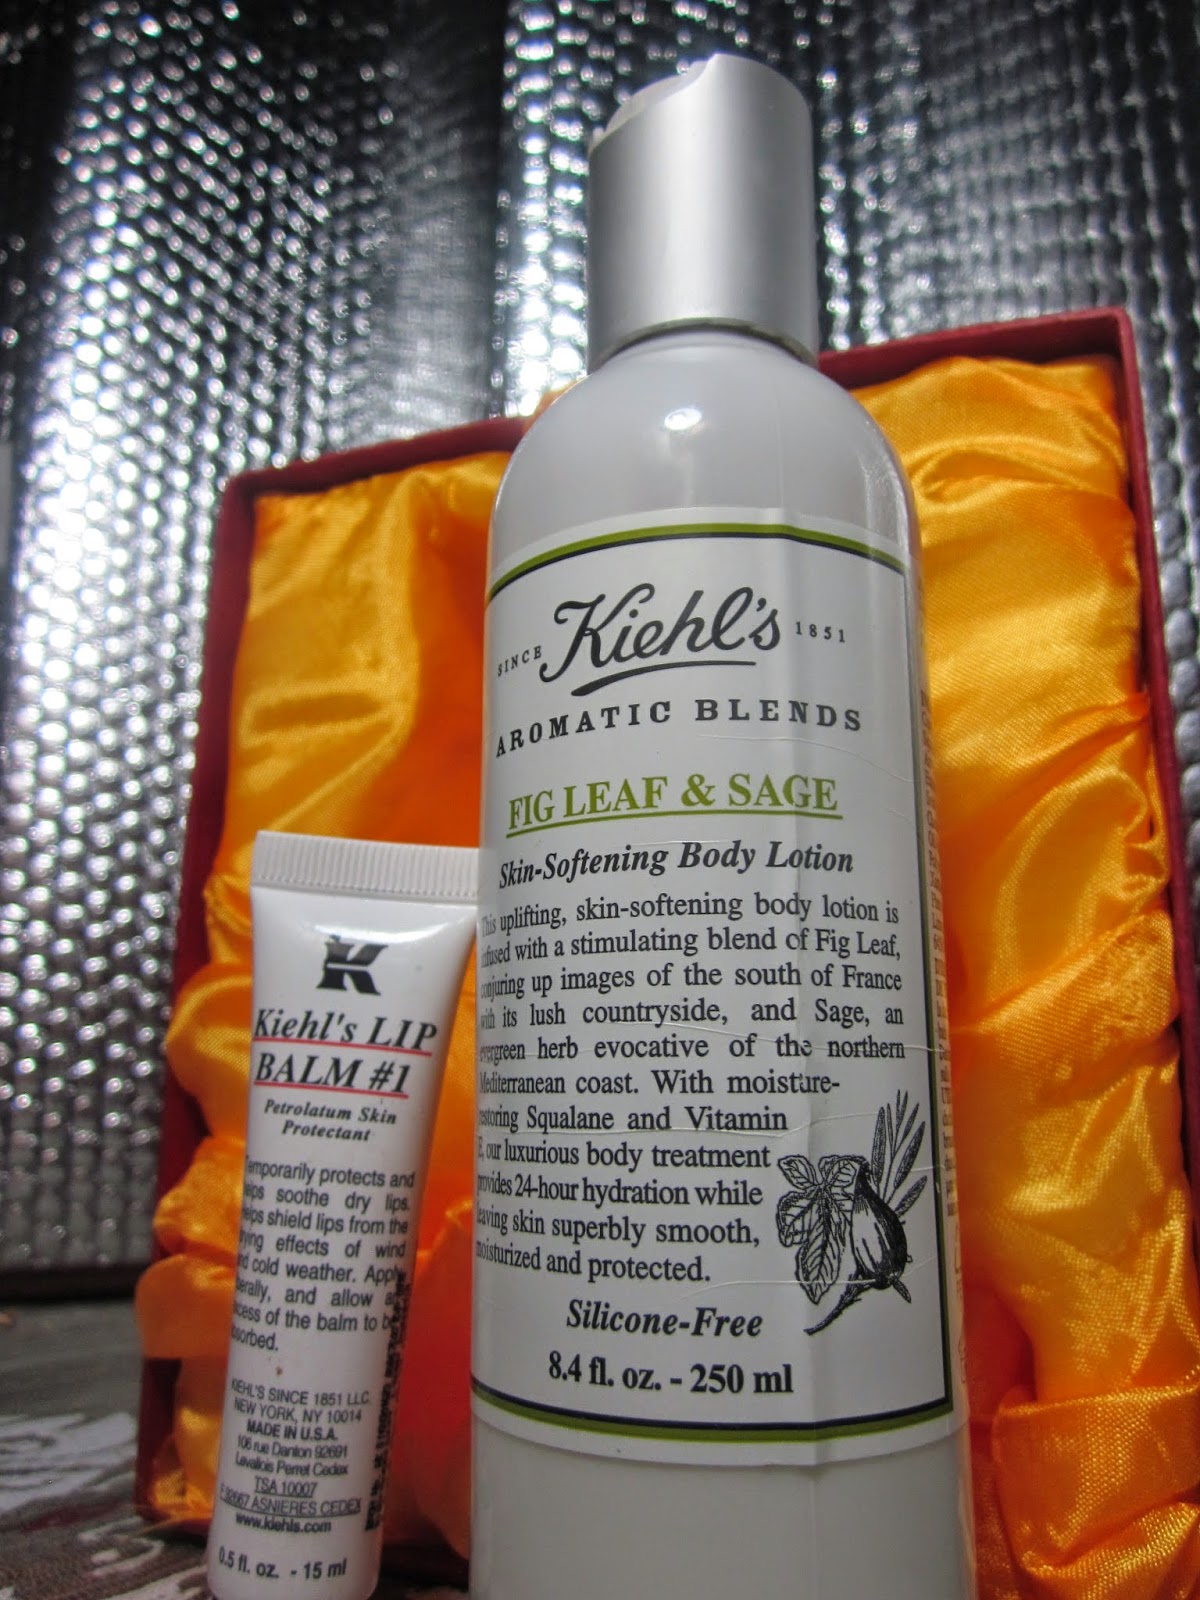 K
Kiehl's LIP
BALM #1
Petrolatum Skin
Protectant
Temporarily protects and
helps soothe dry lips.
helps shield lips from the
drying effects of wind
and cold weather. Apply
liberally, and allow
excess of the balm to be
absorbed.
KIEHL'S SINCE 1851 LLC.
NEW YORK, NY 10014
MADE IN U.S.A.
106 rue Danton 92691
Levallois Perret Cedex
TSA 10007
F 92667 ASNIERES CEDEX
www.kiehls.com
0.5 fl. oz. - 15 ml
SINCE Kiehl's 1851
AROMATIC BLENDS
FIG LEAF & SAGE
Skin-Softening Body Lotion
This uplifting, skin-softening body lotion is
infused with a stimulating blend of Fig Leaf,
conjuring up images of the south of France
with its lush countryside, and Sage, an
evergreen herb evocative of the northern
Mediterranean coast. With moisture-
restoring Squalane and Vitamin
E, our luxurious body treatment
provides 24-hour hydration while
leaving skin superbly smooth,
moisturized and protected.
Silicone-Free
8.4 fl. oz. - 250 ml